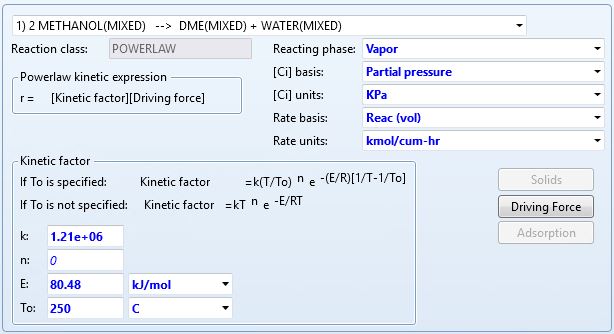 1) 2 METHANOL(MIXED) --> DME(MIXED) + WATER(MIXED)
Reaction class: POWERLAW
Reacting phase: Vapor
Powerlaw kinetic expression
r = [Kinetic factor][Driving force]
[Ci] basis: Partial pressure
[Ci] units: KPa
Rate basis: Reac (vol)
Rate units: kmol/cum-hr
Kinetic factor
If To is specified: Kinetic factor =k(T/To) n e -(E/R)[1/T-1/To]
If To is not specified: Kinetic factor =kT n e -E/RT
k: 1.21e+06
n: 0
E: 80.48 kJ/mol
To: 250 C
Solids
Driving Force
Adsorption